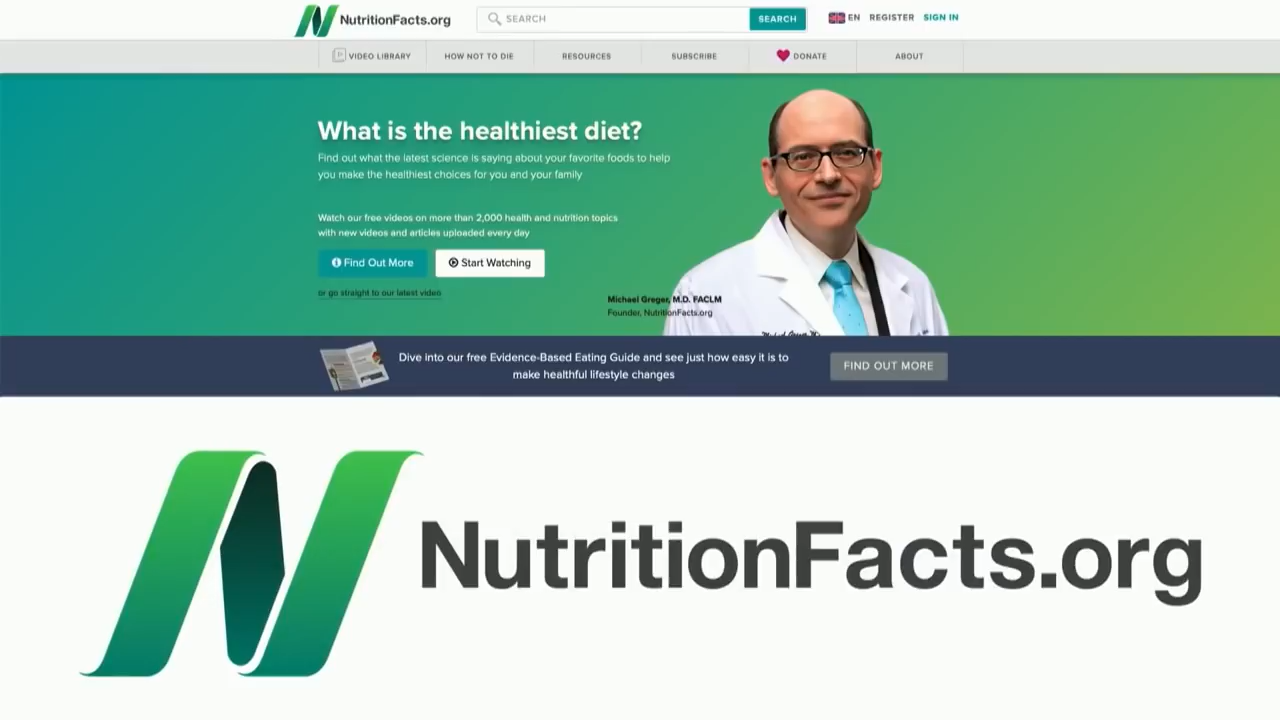 NutritionFacts.org
SEARCH
SEARCH
EN
REGISTER
SIGN IN
VIDEO LIBRARY
HOW NOT TO DIE
RESOURCES
SUBSCRIBE
DONATE
ABOUT
What is the healthiest diet?
Find out what the latest science is saying about your favorite foods to help
you make the healthiest choices for you and your family
Watch our free videos on more than 2,000 health and nutrition topics
with new videos and articles uploaded every day
Find Out More
Start Watching
or go straight to our latest video
Michael Greger, M.D. FACLM
Founder, NutritionFacts.org
Dive into our free Evidence-Based Eating Guide and see just how easy it is to
make healthful lifestyle changes
FIND OUT MORE
NutritionFacts.org